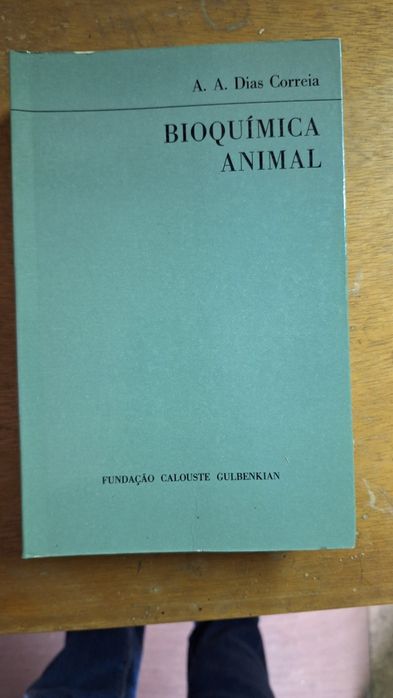 A. A. Dias Correia
BIOQUÍMICA
ANIMAL
FUNDAÇÃO CALOUSTE GULBENKIAN